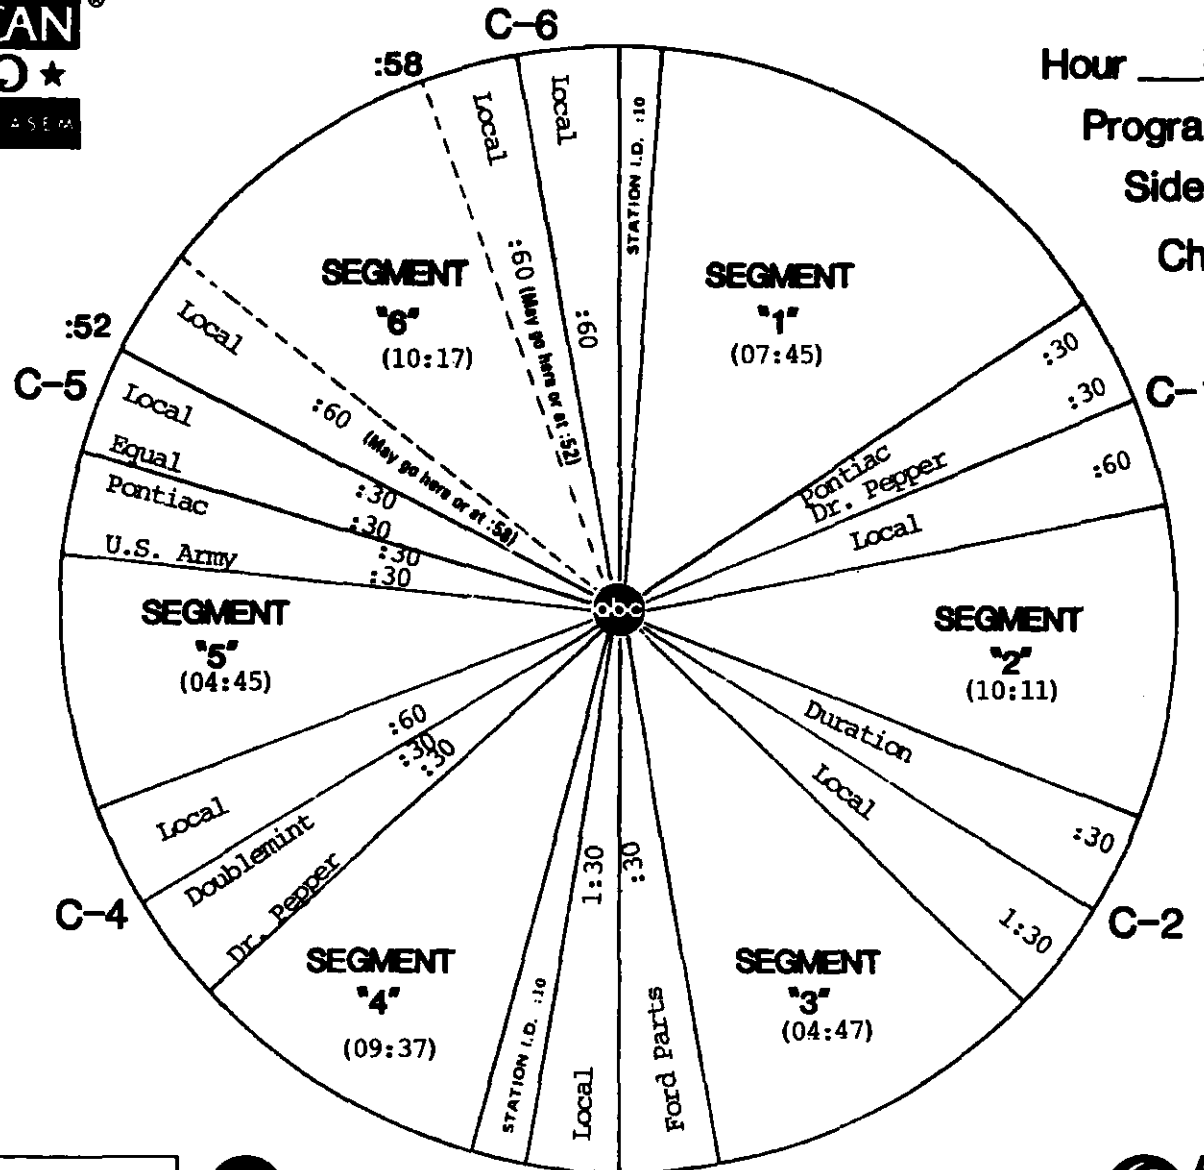 CAN®
C-6
:58
Hour
Local
Local
STATION I.D. :10
:60 (May go here or at :52)
:60
SEGMENT
"6"
(10:17)
SEGMENT
"1"
(07:45)
:30
:30
Pontiac
Dr. Pepper
:60
Local
:52
Local
:60 (May go here or at :58)
C-5
Local
Equal
:30
:30
Pontiac
U.S. Army
:30
:30
abc
SEGMENT
"5"
(04:45)
SEGMENT
"2"
(10:11)
Duration
:30
Local
1:30
C-2
:60
Local
:30
:30
Doublemint
Dr. Pepper
C-4
SEGMENT
"4"
(09:37)
STATION I.D. :10
1:30
Local
:30
Ford Parts
SEGMENT
"3"
(04:47)